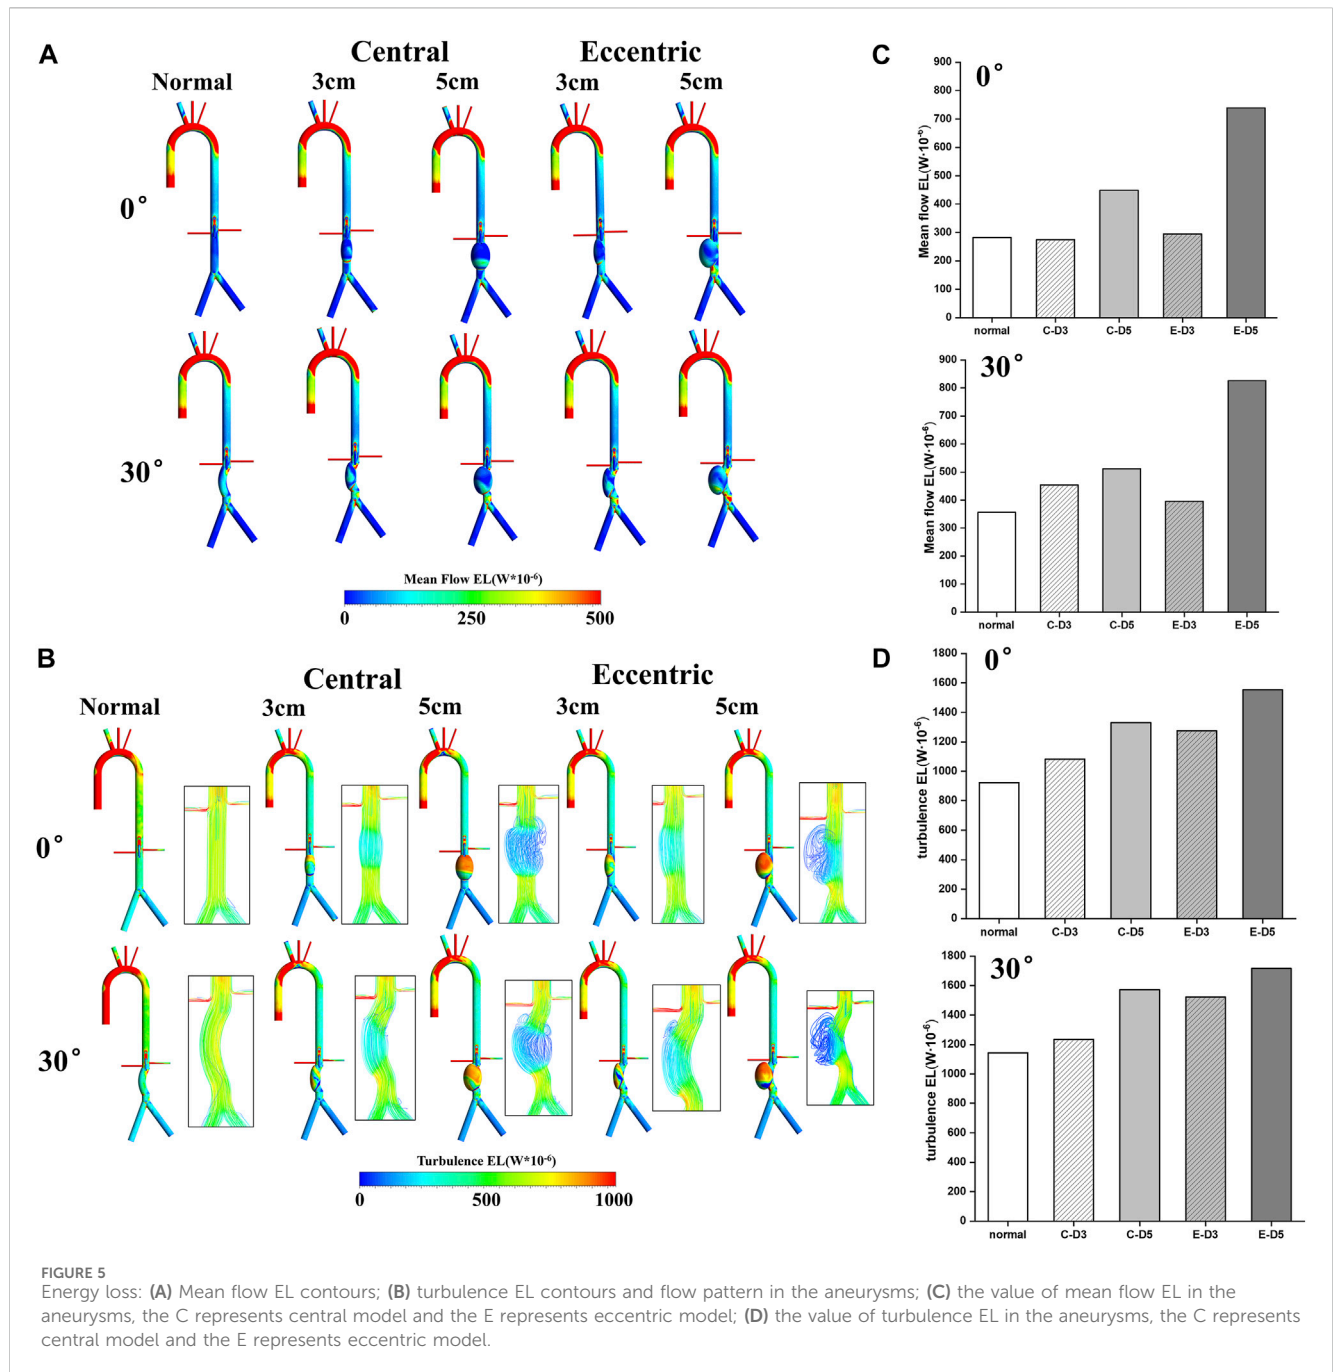 A
Central
Eccentric
Normal
3cm
5cm
3cm
5cm
0°
30°
Mean Flow EL(W*10⁻⁶)
0
250
500
B
Central
Eccentric
Normal
3cm
5cm
3cm
5cm
0°
30°
Turbulence EL(W*10⁻⁶)
0
500
1000
C
0°
Mean flow EL(W·10⁻⁶)
900
800
700
600
500
400
300
200
100
0
normal
C-D3
C-D5
E-D3
E-D5
30°
Mean flow EL(W·10⁻⁶)
900
800
700
600
500
400
300
200
100
0
normal
C-D3
C-D5
E-D3
E-D5
D
0°
turbulence EL(W·10⁻⁶)
1800
1600
1400
1200
1000
800
600
400
200
0
normal
C-D3
C-D5
E-D3
E-D5
30°
turbulence EL(W·10⁻⁶)
1800
1600
1400
1200
1000
800
600
400
200
0
normal
C-D3
C-D5
E-D3
E-D5
FIGURE 5
Energy loss: (A) Mean flow EL contours; (B) turbulence EL contours and flow pattern in the aneurysms; (C) the value of mean flow EL in the
aneurysms, the C represents central model and the E represents eccentric model; (D) the value of turbulence EL in the aneurysms, the C represents
central model and the E represents eccentric model.